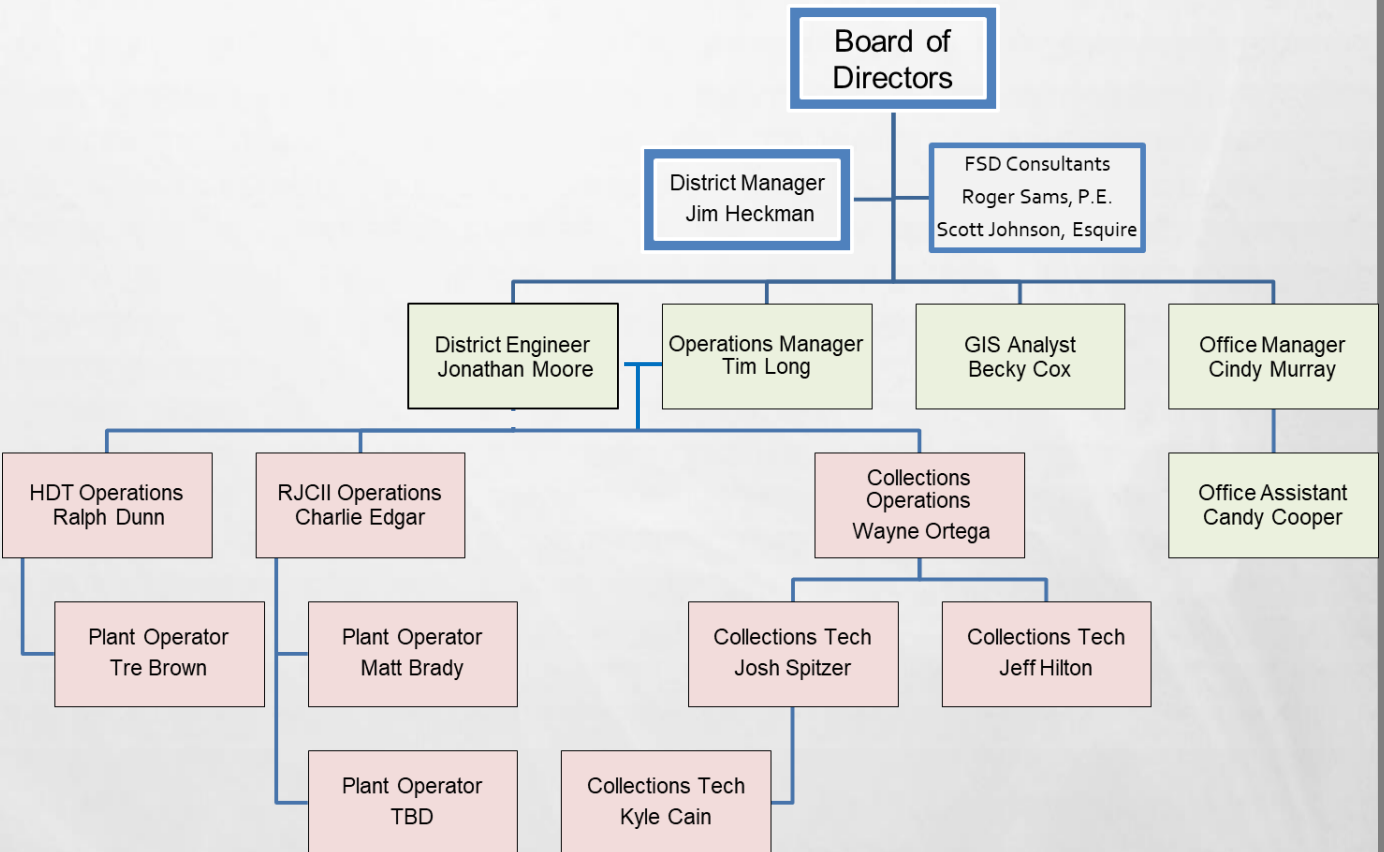 Board of
Directors
District Manager
Jim Heckman
FSD Consultants
Roger Sams, P.E.
Scott Johnson, Esquire
District Engineer
Jonathan Moore
Operations Manager
Tim Long
GIS Analyst
Becky Cox
Office Manager
Cindy Murray
HDT Operations
Ralph Dunn
RJCII Operations
Charlie Edgar
Collections
Operations
Wayne Ortega
Office Assistant
Candy Cooper
Plant Operator
Tre Brown
Plant Operator
Matt Brady
Collections Tech
Josh Spitzer
Collections Tech
Jeff Hilton
Plant Operator
TBD
Collections Tech
Kyle Cain